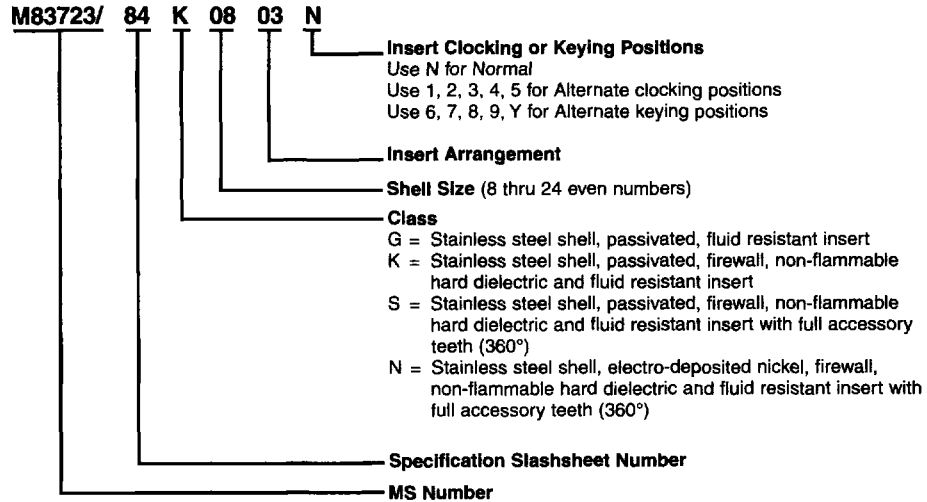 M83723/ 84 K 08 03 N
Insert Clocking or Keying Positions
Use N for Normal
Use 1, 2, 3, 4, 5 for Alternate clocking positions
Use 6, 7, 8, 9, Y for Alternate keying positions
Insert Arrangement
Shell Size (8 thru 24 even numbers)
Class
G = Stainless steel shell, passivated, fluid resistant insert
K = Stainless steel shell, passivated, firewall, non-flammable
hard dielectric and fluid resistant insert
S = Stainless steel shell, passivated, firewall, non-flammable
hard dielectric and fluid resistant insert with full accessory
teeth (360°)
N = Stainless steel shell, electro-deposited nickel, firewall,
non-flammable hard dielectric and fluid resistant insert with
full accessory teeth (360°)
Specification Slashsheet Number
MS Number